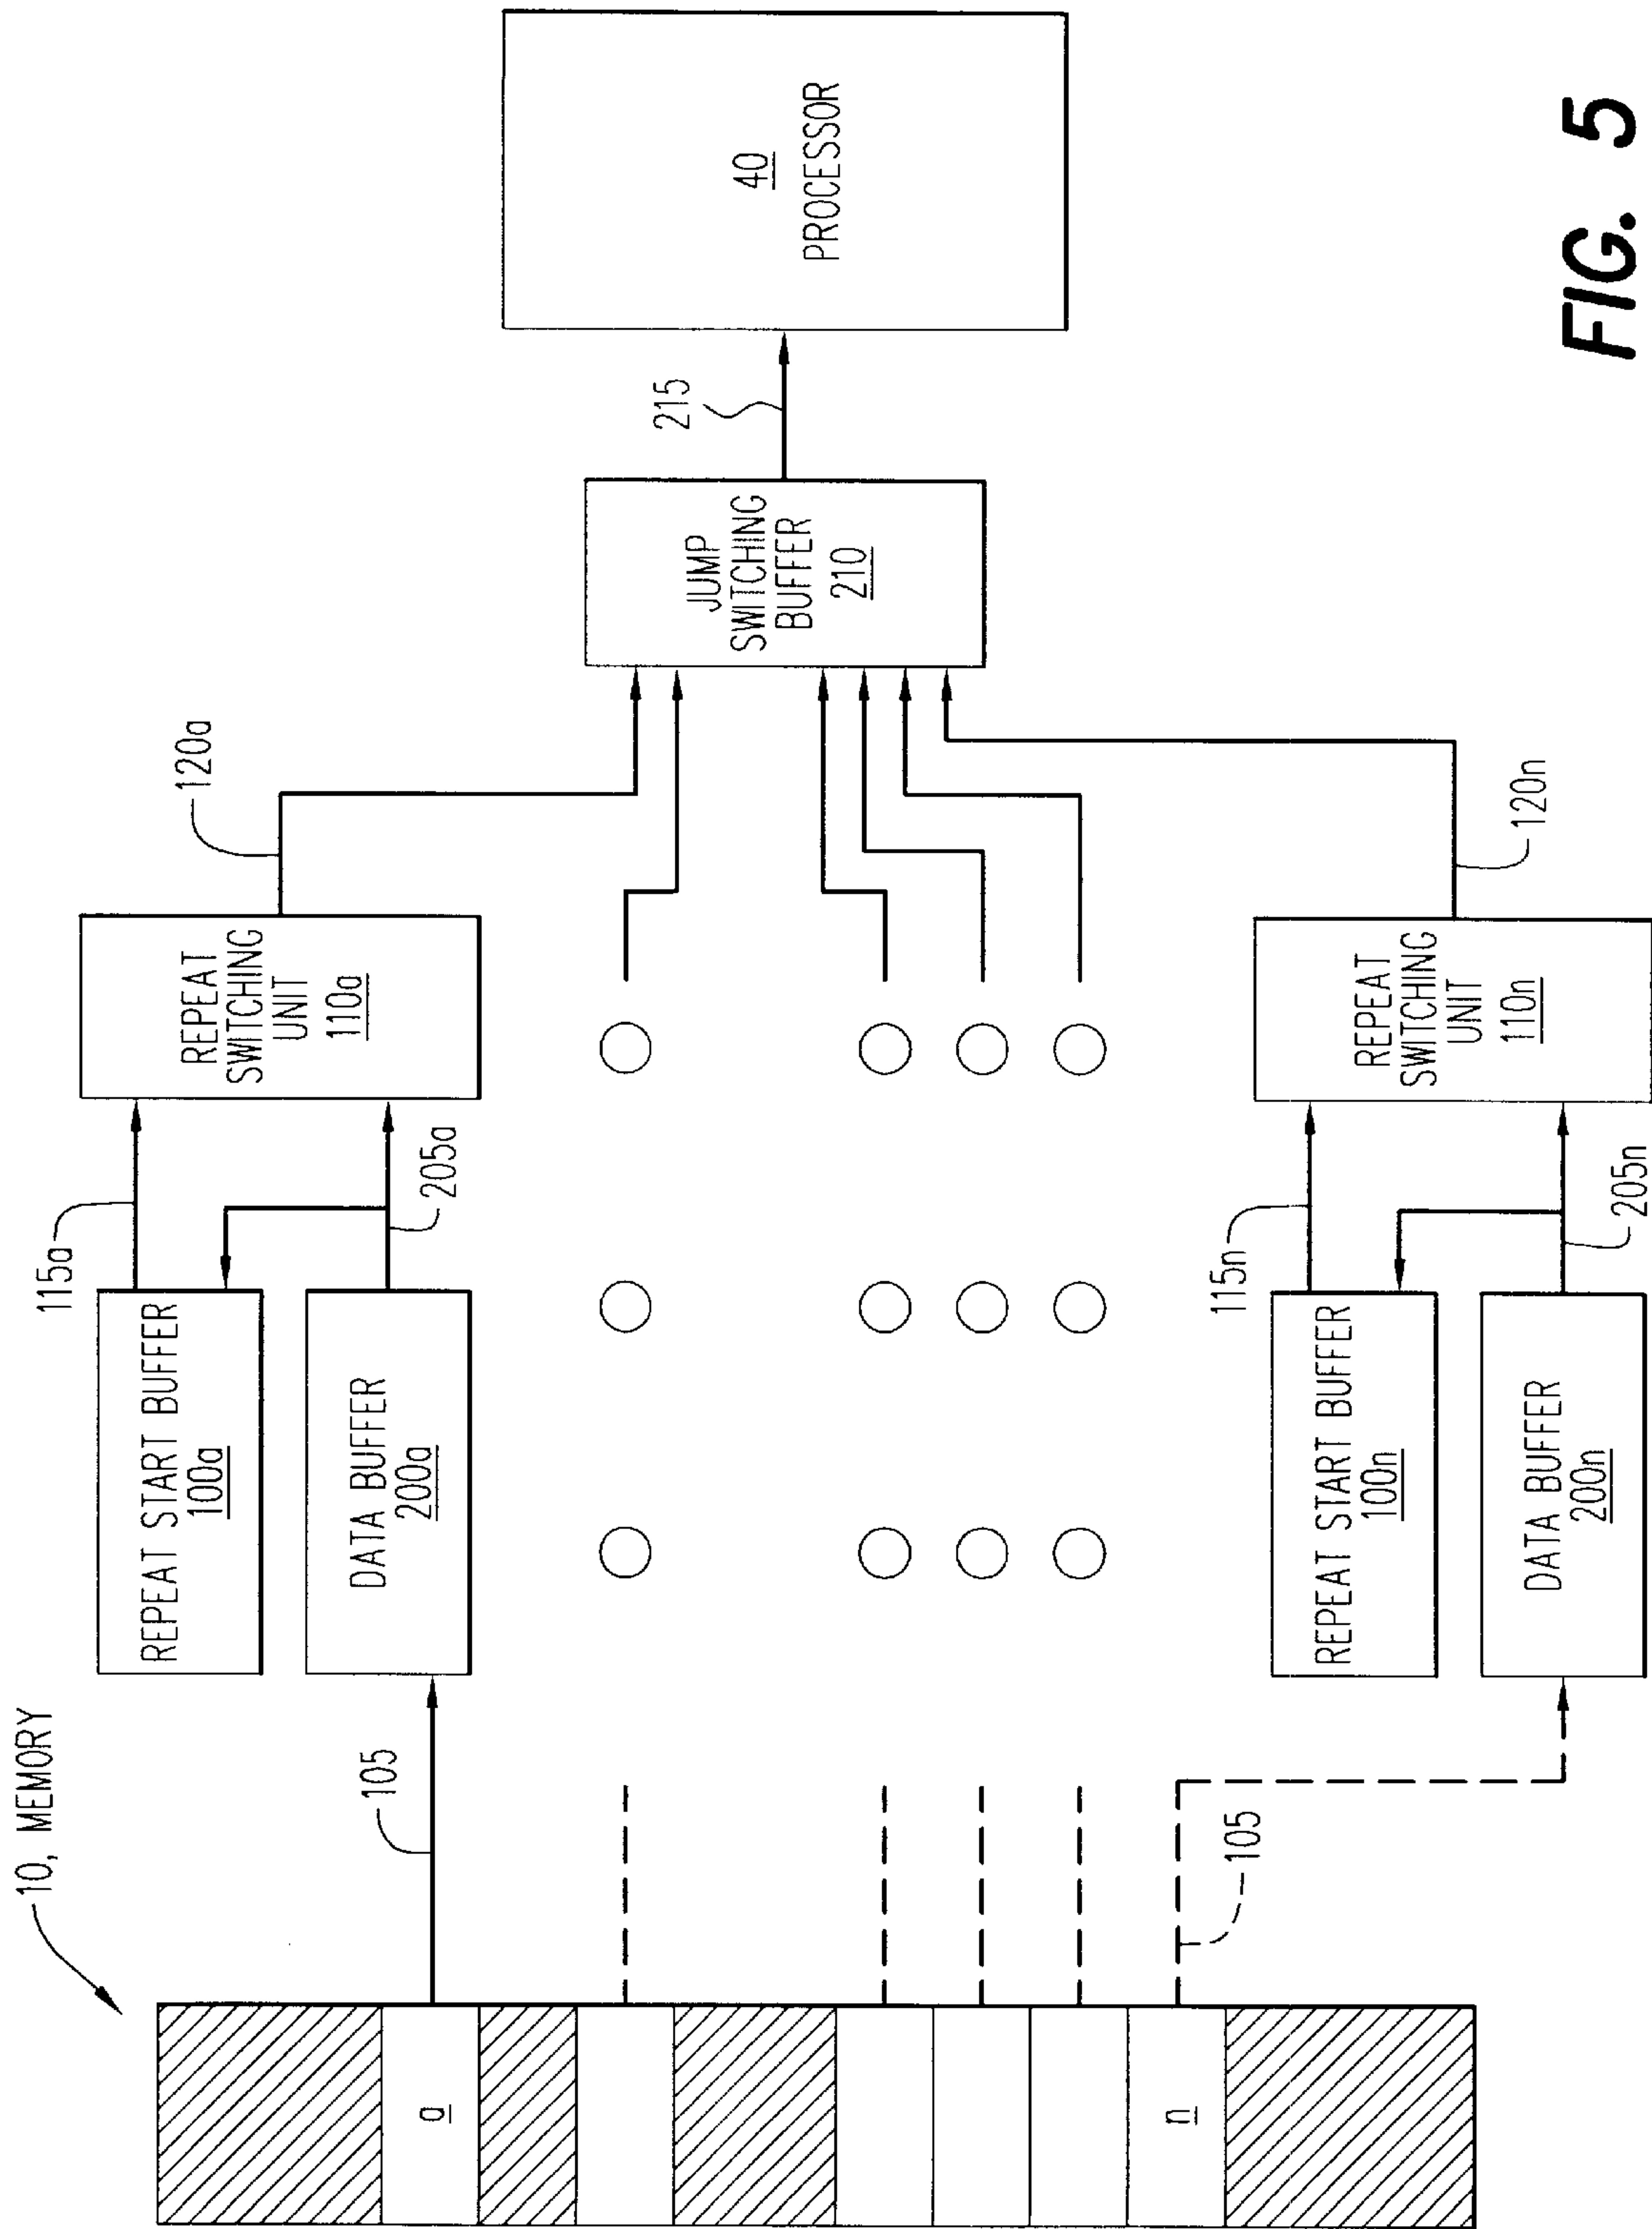 10, MEMORY
a
n
105
105
REPEAT START BUFFER
100a
DATA BUFFER
200a
115a
205a
REPEAT
SWITCHING
UNIT
110a
120a
REPEAT START BUFFER
100n
DATA BUFFER
200n
115n
205n
REPEAT
SWITCHING
UNIT
110n
120n
JUMP
SWITCHING
BUFFER
210
215
40
PROCESSOR
FIG. 5